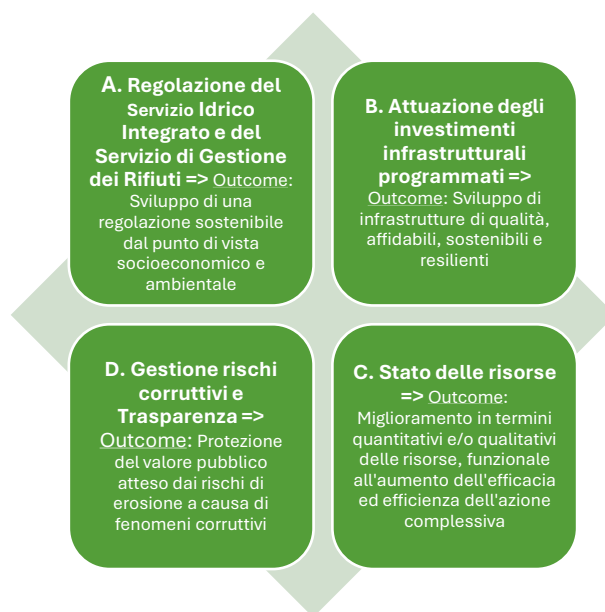 A. Regolazione del
Servizio Idrico
Integrato e del
Servizio di Gestione
dei Rifiuti => Outcome:
Sviluppo di una
regolazione sostenibile
dal punto di vista
socioeconomico e
ambientale
B. Attuazione degli
investimenti
infrastrutturali
programmati =>
Outcome: Sviluppo di
infrastrutture di qualità,
affidabili, sostenibili e
resilienti
D. Gestione rischi
corruttivi e
Trasparenza =>
Outcome: Protezione
del valore pubblico
atteso dai rischi di
erosione a causa di
fenomeni corruttivi
C. Stato delle risorse
=> Outcome:
Miglioramento in termini
quantitativi e/o qualitativi
delle risorse, funzionale
all'aumento dell'efficacia
ed efficienza dell'azione
complessiva